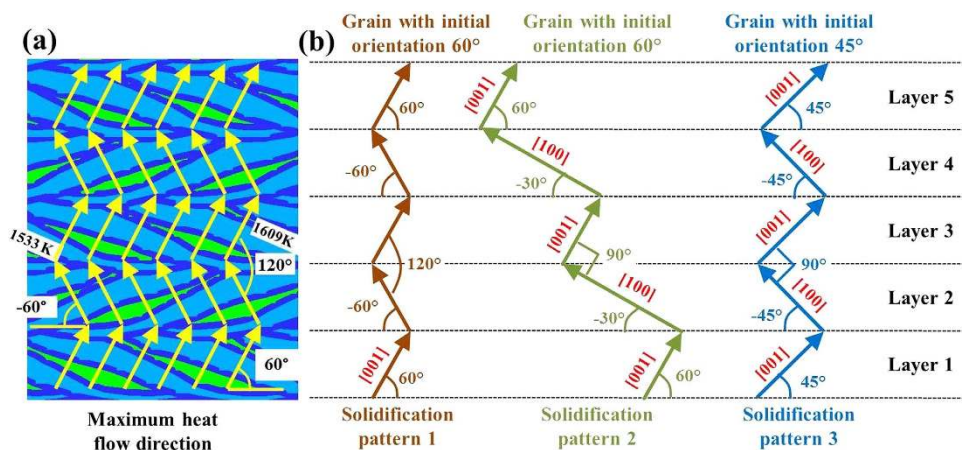 (a)
1533 K
1609K
120°
-60°
60°
Maximum heat
flow direction
(b)
Grain with initial
orientation 60°
60°
-60°
120°
-60°
[001]
60°
Solidification
pattern 1
Grain with initial
orientation 60°
[001]
60°
[100]
-30°
[001]
90°
[100]
-30°
[001]
60°
Solidification
pattern 2
Grain with initial
orientation 45°
[001]
45°
[100]
-45°
[001]
90°
[100]
-45°
[001]
45°
Solidification
pattern 3
Layer 5
Layer 4
Layer 3
Layer 2
Layer 1